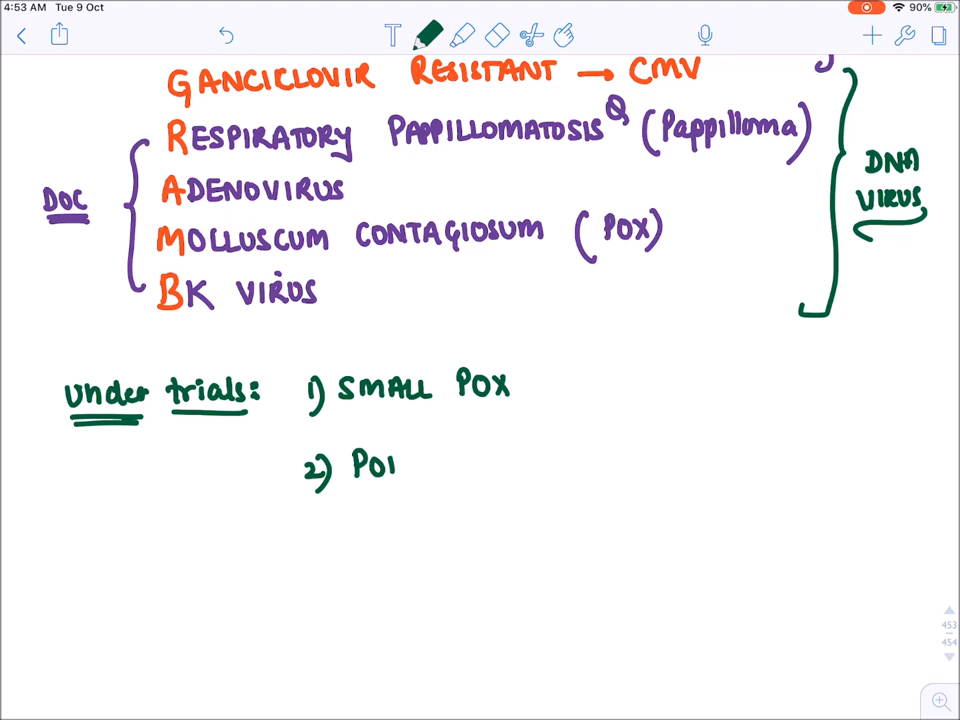 4:53 AM Tue 9 Oct 90%
GANCICLOVIR RESISTANT → CMV
RESPIRATORY PAPPILLOMATOSIS Q (Pappilloma)
ADENOVIRUS
DOC
MOLLUSCUM CONTAGIOSUM (POX)
BK VIRUS
DNA
VIRUS
Under trials: 1) SMALL POX
2) POI
453
454